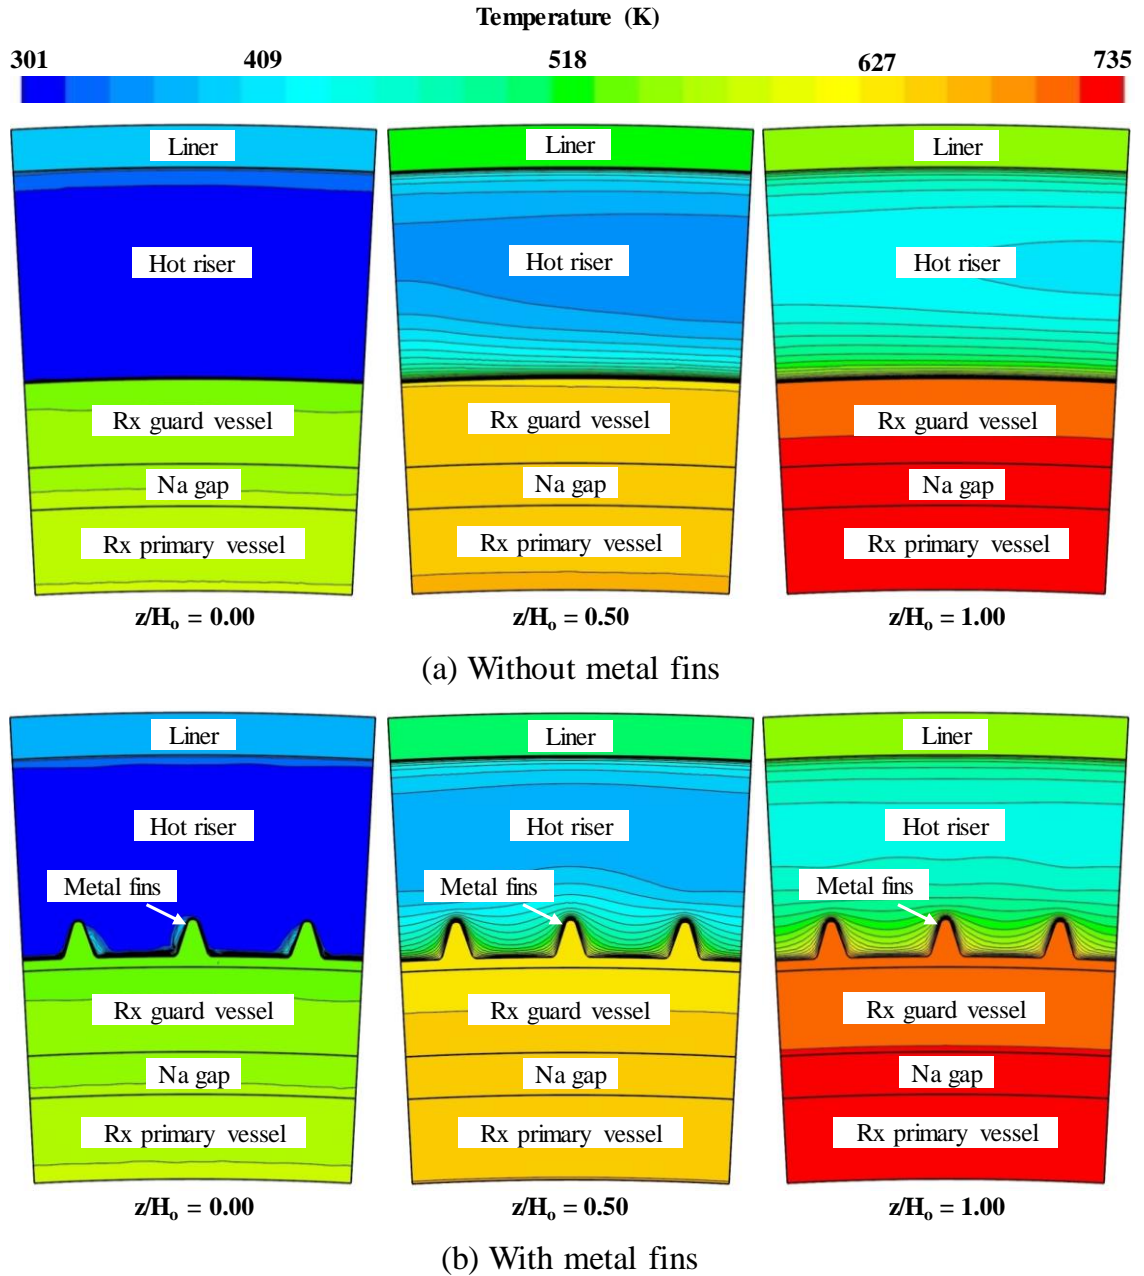 Temperature (K)
301 409 518 627 735
Liner Liner Liner
Hot riser Hot riser Hot riser
Rx guard vessel Rx guard vessel Rx guard vessel
Na gap Na gap Na gap
Rx primary vessel Rx primary vessel Rx primary vessel
z/Hₒ = 0.00 z/Hₒ = 0.50 z/Hₒ = 1.00
(a) Without metal fins
Liner Liner Liner
Hot riser Hot riser Hot riser
Metal fins Metal fins Metal fins
Rx guard vessel Rx guard vessel Rx guard vessel
Na gap Na gap Na gap
Rx primary vessel Rx primary vessel Rx primary vessel
z/Hₒ = 0.00 z/Hₒ = 0.50 z/Hₒ = 1.00
(b) With metal fins